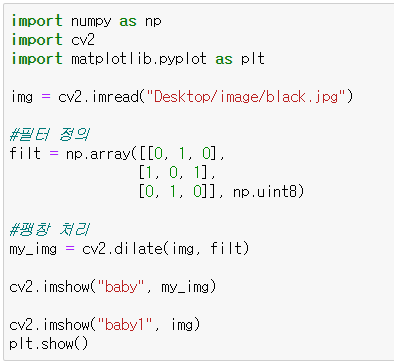 import numpy as np
import cv2
import matplotlib.pyplot as plt
img = cv2.imread("Desktop/image/black.jpg")
#필터 정의
filt = np.array([[0, 1, 0],
[1, 0, 1],
[0, 1, 0]], np.uint8)
#팽창 처리
my_img = cv2.dilate(img, filt)
cv2.imshow("baby", my_img)
cv2.imshow("baby1", img)
plt.show()